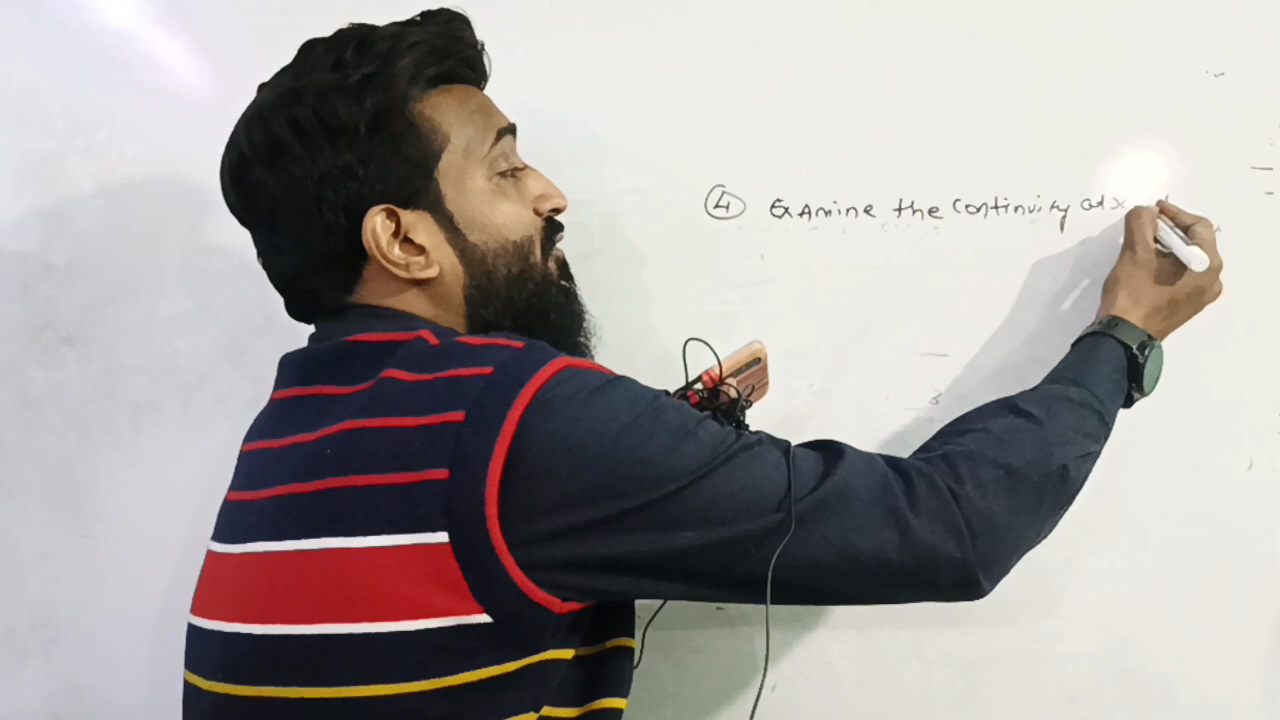 ④ Examine the continuity at x